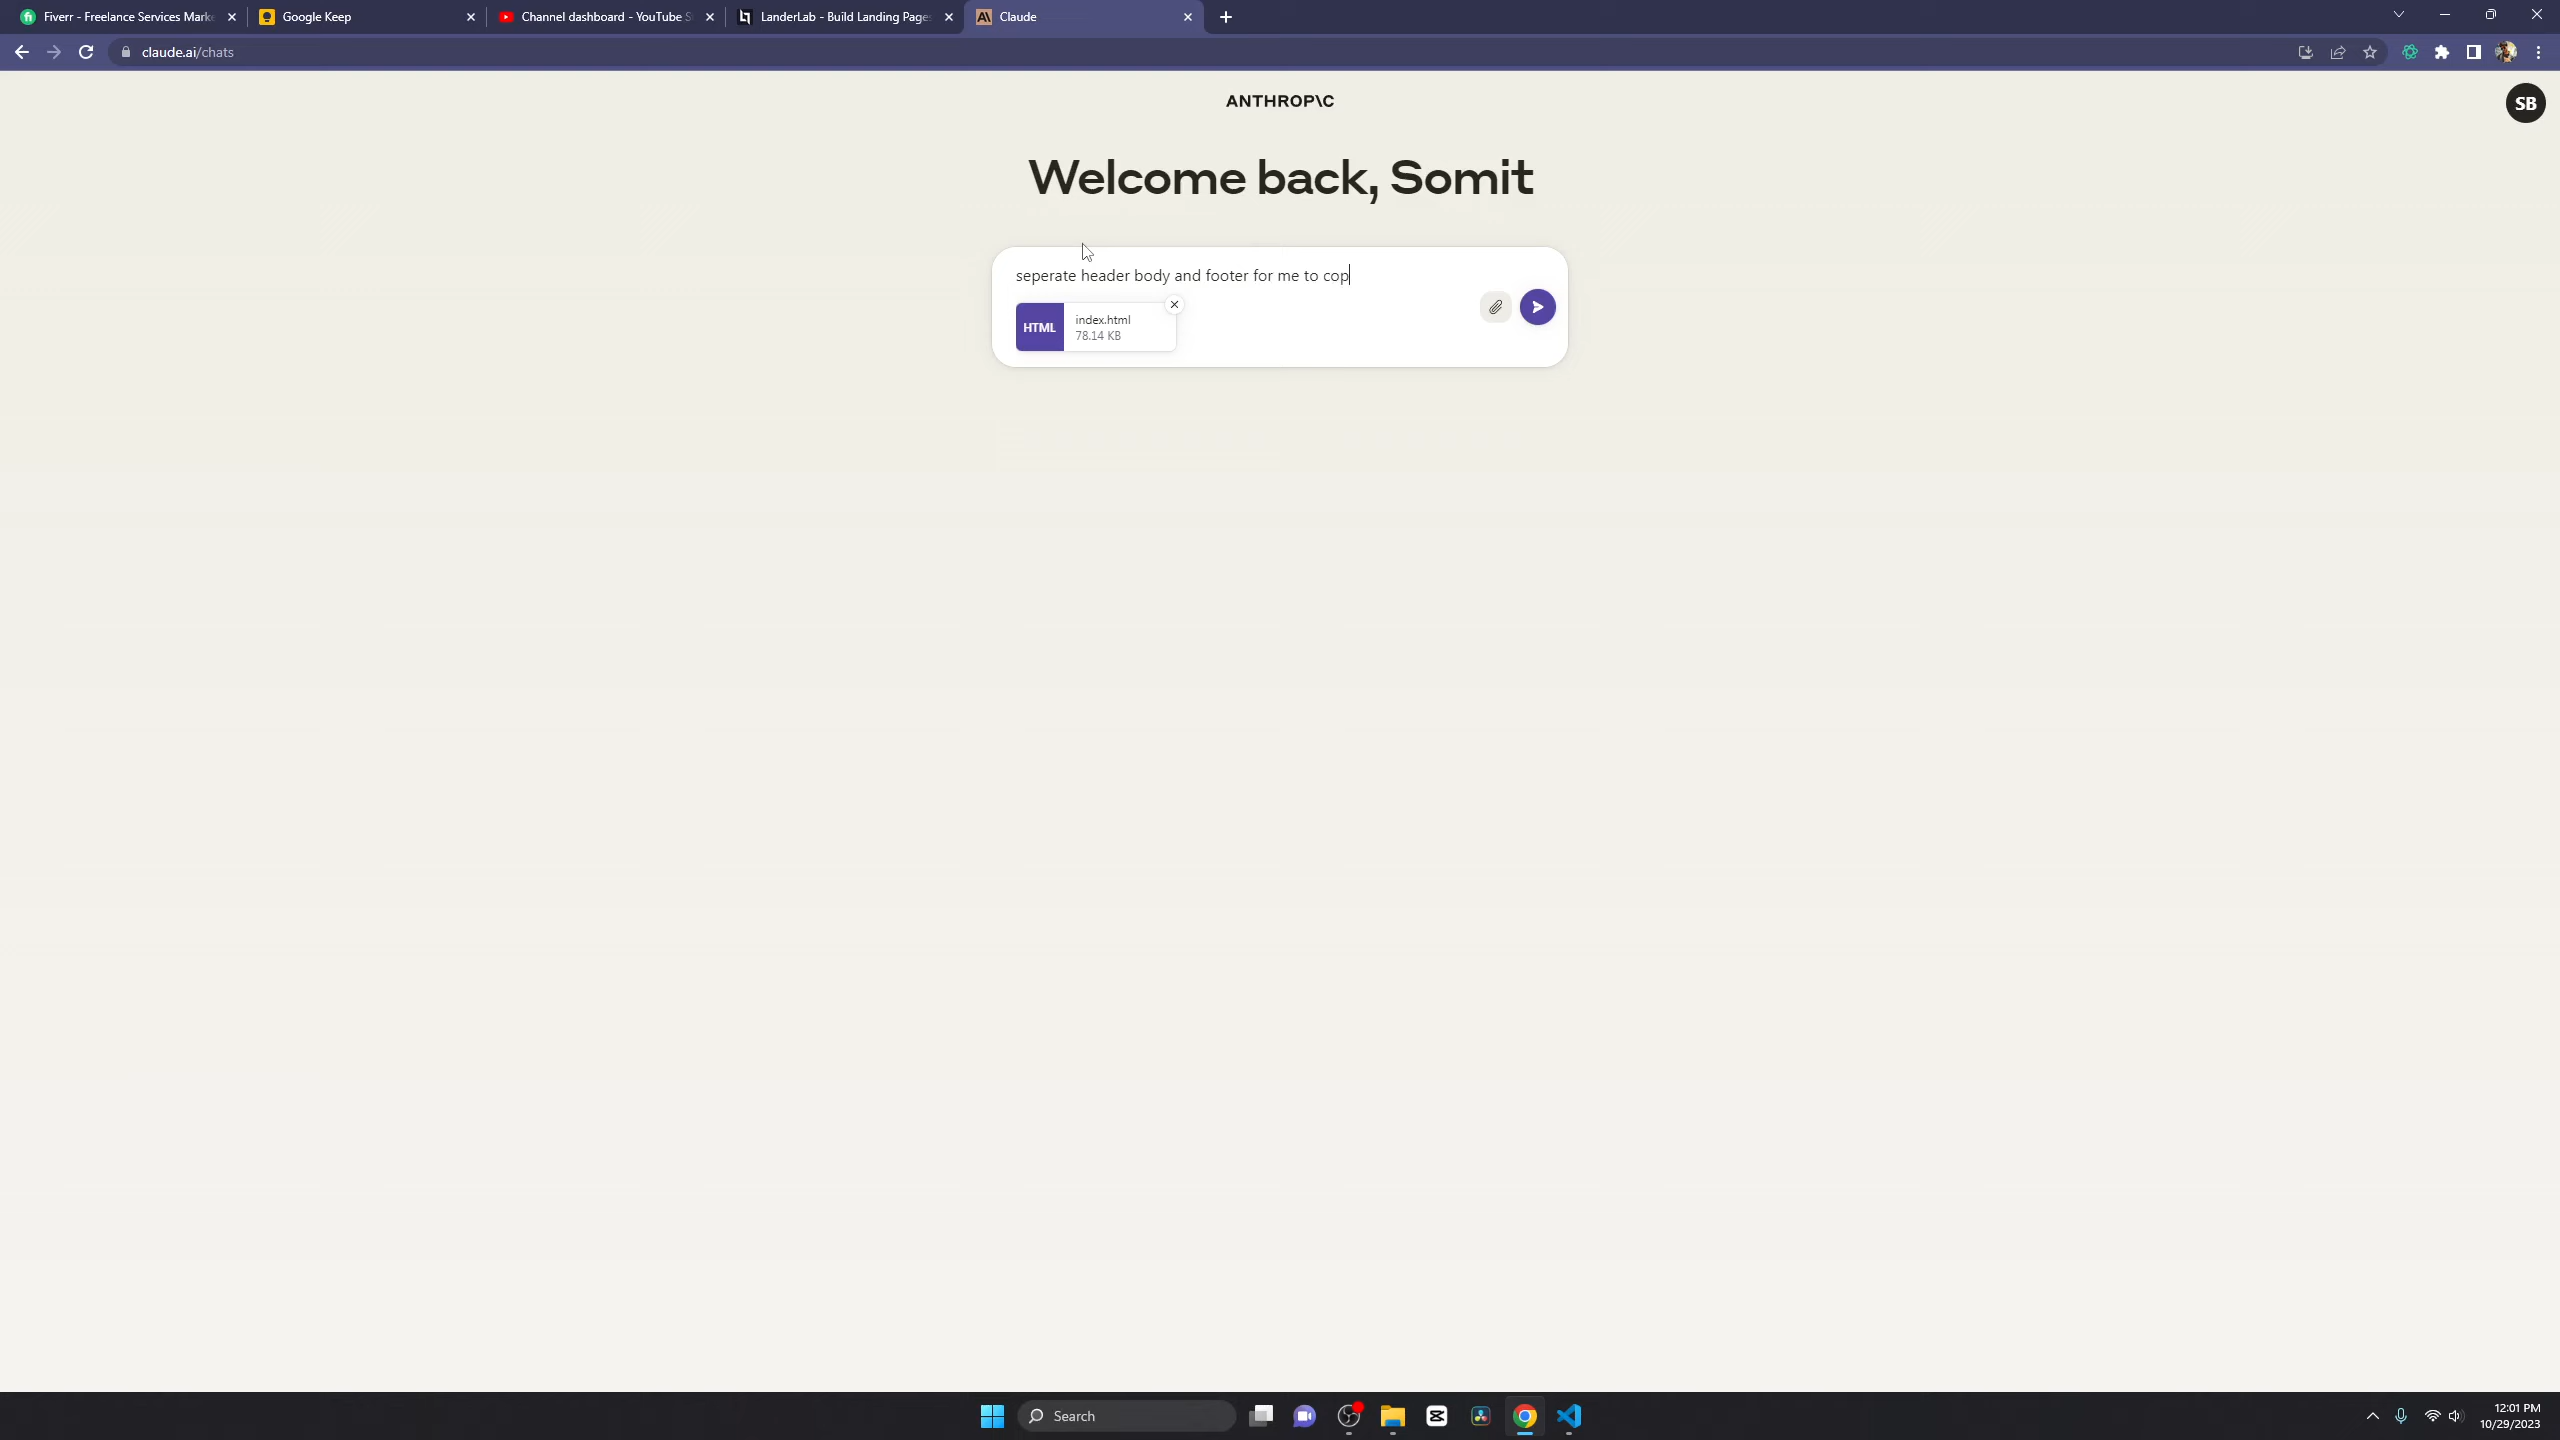 Fiverr - Freelance Services Marke
Google Keep
Channel dashboard - YouTube S
LanderLab - Build Landing Page
Claude
claude.ai/chats
ANTHROP\C
SB
Welcome back, Somit
seperate header body and footer for me to cop
HTML
index.html
78.14 KB
Search
12:01 PM
10/29/2023